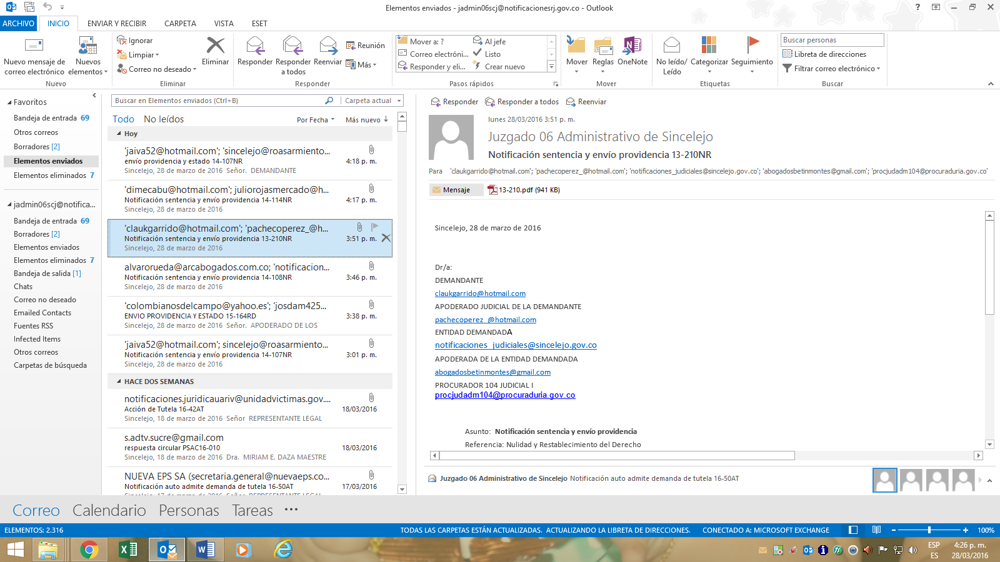 Elementos enviados - jadmin06scj@notificacionesrj.gov.co - Outlook
ARCHIVO INICIO ENVIAR Y RECIBIR CARPETA VISTA ESET
Nuevo mensaje de correo electrónico
Nuevos elementos
Nuevo
Ignorar
Limpiar
Correo no deseado
Eliminar
Eliminar
Responder
Responder a todos
Reenviar
Reunión
Más
Responder
Mover a: ?
Correo electróni...
Responder y eli...
Al jefe
Listo
Crear nuevo
Pasos rápidos
Mover
Reglas
OneNote
Mover
No leído/ Leído
Categorizar
Seguimiento
Etiquetas
Buscar personas
Libreta de direcciones
Filtrar correo electrónico
Buscar
Favoritos
Bandeja de entrada 69
Otros correos
Borradores [2]
Elementos enviados
Elementos eliminados 7
jadmin06scj@notifica...
Bandeja de entrada 69
Borradores [2]
Elementos enviados
Elementos eliminados 7
Bandeja de salida [1]
Chats
Correo no deseado
Emailed Contacts
Fuentes RSS
Infected Items
Otros correos
Carpetas de búsqueda
Buscar en Elementos enviados (Ctrl+B) Carpeta actual
Todo No leídos Por Fecha Más nuevo
Hoy
'jaiva52@hotmail.com'; 'sincelejo@roasarmiento...
envío providencia y estado 14-107NR 4:18 p. m.
Sincelejo, 28 de marzo de 2016 Señor. DEMANDANTE
'dimecabu@hotmail.com'; juliorojasmercado@h...
Notificación sentencia y envío providencia 14-114NR 4:17 p. m.
Sincelejo, 28 de marzo de 2016
'claukgarrido@hotmail.com'; 'pachecoperez_@h...
Notificación sentencia y envío providencia 13-210NR 3:51 p. m.
Sincelejo, 28 de marzo de 2016
alvarorueda@arcabogados.com.co; 'notificacion...
Notificación sentencia y envío providencia 14-108NR 3:46 p. m.
Sincelejo, 28 de marzo de 2016
'colombianosdelcampo@yahoo.es'; 'josdam425...
ENVIO PROVIDENCIA Y ESTADO 15-164RD 3:38 p. m.
Sincelejo, 28 de marzo de 2016 Señor. APODERADO DE LOS
'jaiva52@hotmail.com'; sincelejo@roasarmiento...
Notificación sentencia y envío providencia 14-107NR 3:01 p. m.
Sincelejo, 28 de marzo de 2016
HACE DOS SEMANAS
notificaciones.juridicauariv@unidadvictimas.gov....
Acción de Tutela 16-42AT 18/03/2016
Sincelejo, 18 de marzo de 2016 Señor REPRESENTANTE LEGAL
s.adtv.sucre@gmail.com
respuesta circular PSAC16-010 18/03/2016
Sincelejo, 18 de marzo de 2016 Dra. MIRIAM E. DAZA MAESTRE
NUEVA EPS SA (secretaria.general@nuevaeps.co...
Notificación auto admite demanda de tutela 16-50AT 17/03/2016
Sincelejo, 17 de marzo de 2016 Señor REPRESENTANTE LEGAL
Responder Responder a todos Reenviar
lunes 28/03/2016 3:51 p. m.
Juzgado 06 Administrativo de Sincelejo
Notificación sentencia y envío providencia 13-210NR
Para 'claukgarrido@hotmail.com'; 'pachecoperez_@hotmail.com'; 'notificaciones_judiciales@sincelejo.gov.co'; 'abogadosbetinmontes@gmail.com'; 'procjudadm104@procuraduria.gov.co'
Mensaje 13-210.pdf (941 KB)
Sincelejo, 28 de marzo de 2016
Dr/a:
DEMANDANTE
claukgarrido@hotmail.com
APODERADO JUDICIAL DE LA DEMANDANTE
pachecoperez_@hotmail.com
ENTIDAD DEMANDADA
notificaciones_judiciales@sincelejo.gov.co
APODERADA DE LA ENTIDAD DEMANDADA
abogadosbetinmontes@gmail.com
PROCURADOR 104 JUDICIAL I
procjudadm104@procuraduria.gov.co
Asunto: Notificación sentencia y envío providencia
Referencia: Nulidad y Restablecimiento del Derecho
Juzgado 06 Administrativo de Sincelejo Notificación auto admite demanda de tutela 16-50AT
Correo Calendario Personas Tareas ...
ELEMENTOS: 2.316 TODAS LAS CARPETAS ESTÁN ACTUALIZADAS. ACTUALIZANDO LA LIBRETA DE DIRECCIONES. CONECTADO A: MICROSOFT EXCHANGE 100%
ESP 4:26 p. m.
ES 28/03/2016